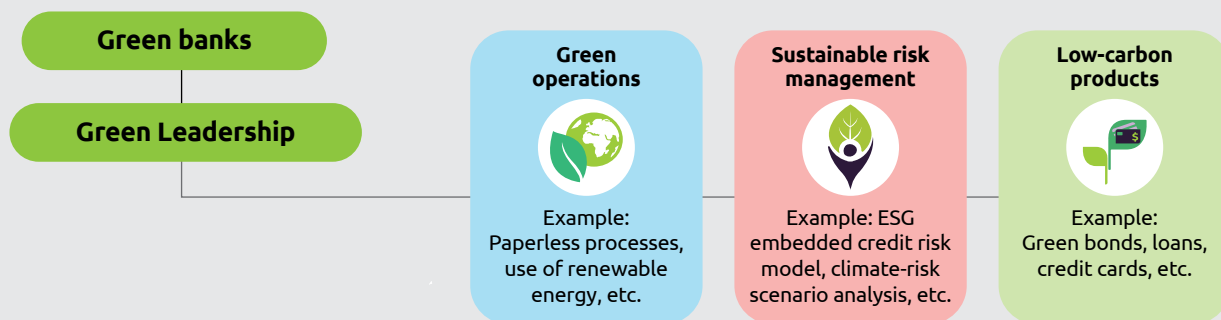 Green banks
Green Leadership
Green
operations
Example:
Paperless processes,
use of renewable
energy, etc.
Sustainable risk
management
Example: ESG
embedded credit risk
model, climate-risk
scenario analysis, etc.
Low-carbon
products
$
Example:
Green bonds, loans,
credit cards, etc.